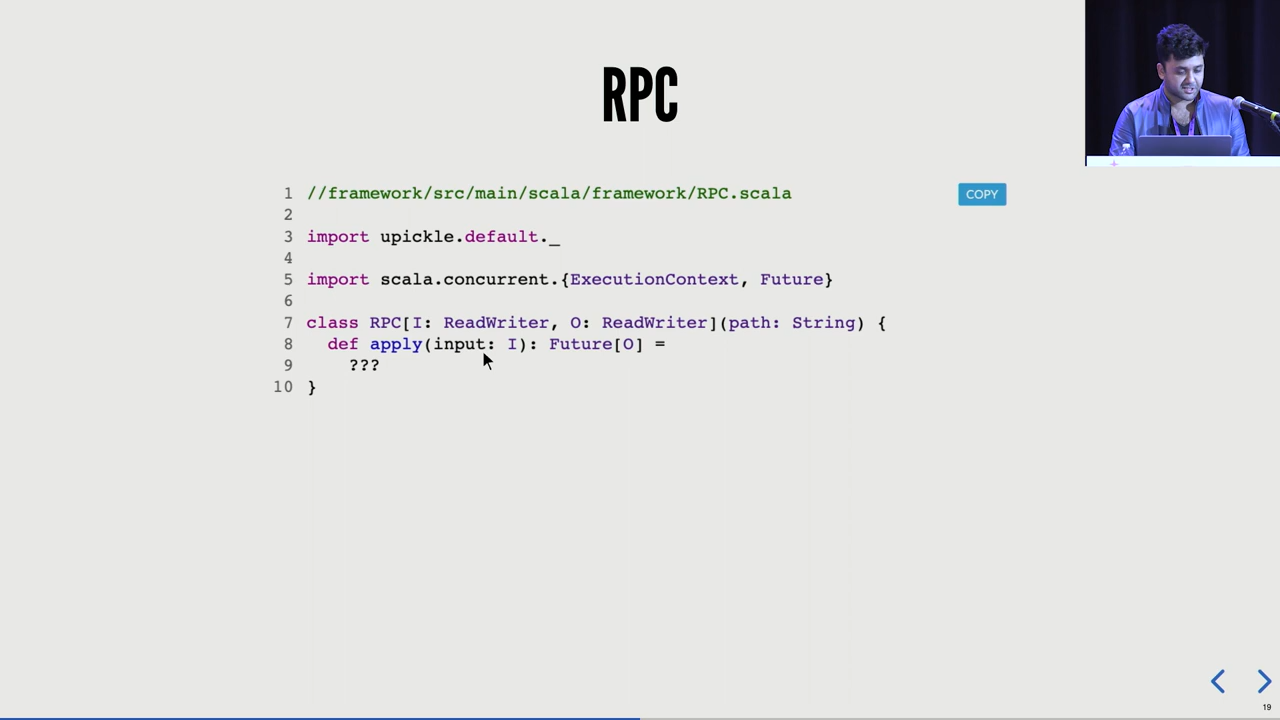 RPC
COPY
1 //framework/src/main/scala/framework/RPC.scala
2
3 import upickle.default._
4
5 import scala.concurrent.{ExecutionContext, Future}
6
7 class RPC[I: ReadWriter, O: ReadWriter](path: String) {
8   def apply(input: I): Future[O] =
9     ???
10 }
19